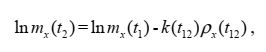 ln m_x(t_2) = ln m_x(t_1) - k(t_12)ρ_x(t_12) ,